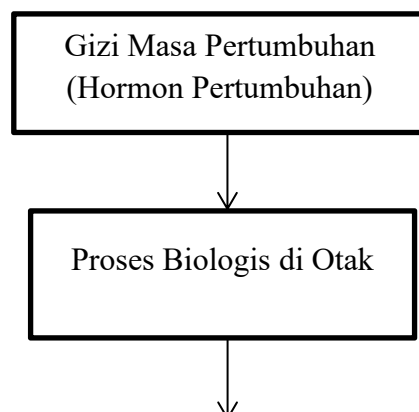 Gizi Masa Pertumbuhan
(Hormon Pertumbuhan)
Proses Biologis di Otak